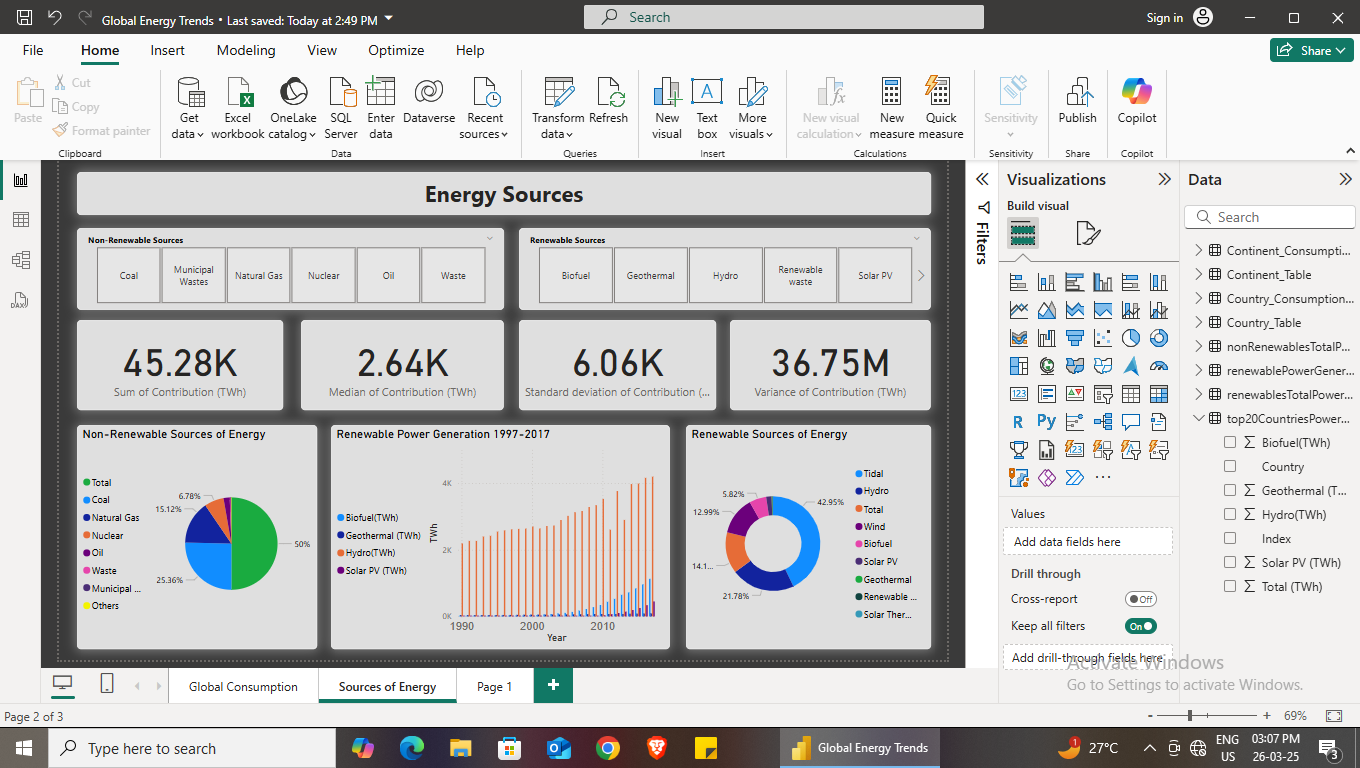 Global Energy Trends • Last saved: Today at 2:49 PM
Search
Sign in
File
Home
Insert
Modeling
View
Optimize
Help
Share
Paste
Cut
Copy
Format painter
Clipboard
Get data
Excel workbook
OneLake catalog
SQL Server
Enter data
Dataverse
Recent sources
Data
Transform data
Refresh
Queries
New visual
Text box
More visuals
Insert
New visual calculation
New measure
Quick measure
Calculations
Sensitivity
Sensitivity
Publish
Share
Copilot
Copilot
Energy Sources
Non-Renewable Sources
Coal
Municipal Wastes
Natural Gas
Nuclear
Oil
Waste
Renewable Sources
Biofuel
Geothermal
Hydro
Renewable waste
Solar PV
45.28K
Sum of Contribution (TWh)
2.64K
Median of Contribution (TWh)
6.06K
Standard deviation of Contribution (...
36.75M
Variance of Contribution (TWh)
Non-Renewable Sources of Energy
Total
Coal
Natural Gas
Nuclear
Oil
Waste
Municipal ...
Others
6.78%
15.12%
25.36%
50%
Renewable Power Generation 1997-2017
Biofuel(TWh)
Geothermal (TWh)
Hydro(TWh)
Solar PV (TWh)
TWh
4K
2K
0K
1990
2000
2010
Year
Renewable Sources of Energy
5.82%
12.99%
14.1...
21.78%
42.95%
Tidal
Hydro
Total
Wind
Biofuel
Solar PV
Geothermal
Renewable ...
Solar Ther...
Filters
Visualizations
Build visual
Values
Add data fields here
Drill through
Cross-report
Off
Keep all filters
On
Add drill-through fields here
Data
Search
Continent_Consumpti...
Continent_Table
Country_Consumption...
Country_Table
nonRenewablesTotalP...
renewablePowerGener...
renewablesTotalPower...
top20CountriesPower...
Biofuel(TWh)
Country
Geothermal (T...
Hydro(TWh)
Index
Solar PV (TWh)
Total (TWh)
Activate Windows
Go to Settings to activate Windows.
Global Consumption
Sources of Energy
Page 1
Page 2 of 3
69%
Type here to search
Global Energy Trends
1
27°C
ENG
US
03:07 PM
26-03-25
3